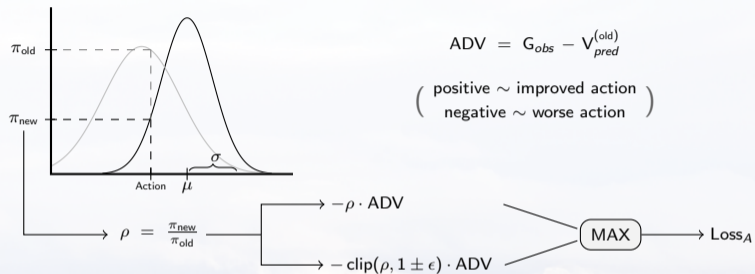 π_old
π_new
σ
Action μ
ADV = G_obs − V_pred^(old)
( positive ∼ improved action
negative ∼ worse action )
ρ = π_new / π_old
−ρ · ADV
− clip(ρ, 1 ± ϵ) · ADV
MAX
Loss_A